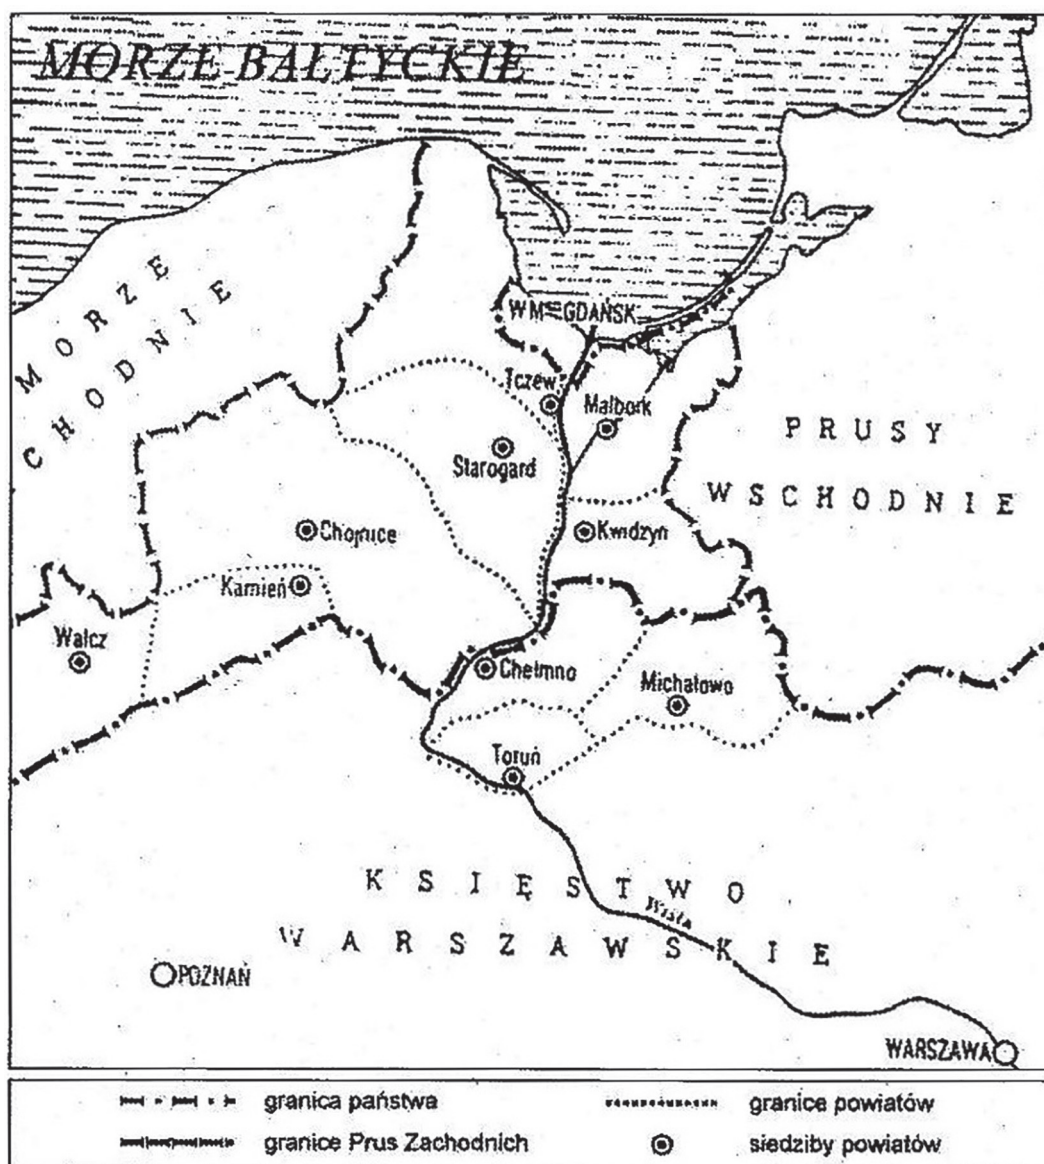 MORZE BAŁTYCKIE
MORZE
CHODNIE
W M GDAŃSK
Tczew
Malbork
Starogard
PRUSY
WSCHODNIE
Chojnice
Kwidzyn
Kamień
Wałcz
Chełmno
Michałowo
Toruń
KSIĘSTWO
Wisła
WARSZAWSKIE
POZNAŃ
WARSZAWA
granica państwa
granice powiatów
granice Prus Zachodnich
siedziby powiatów